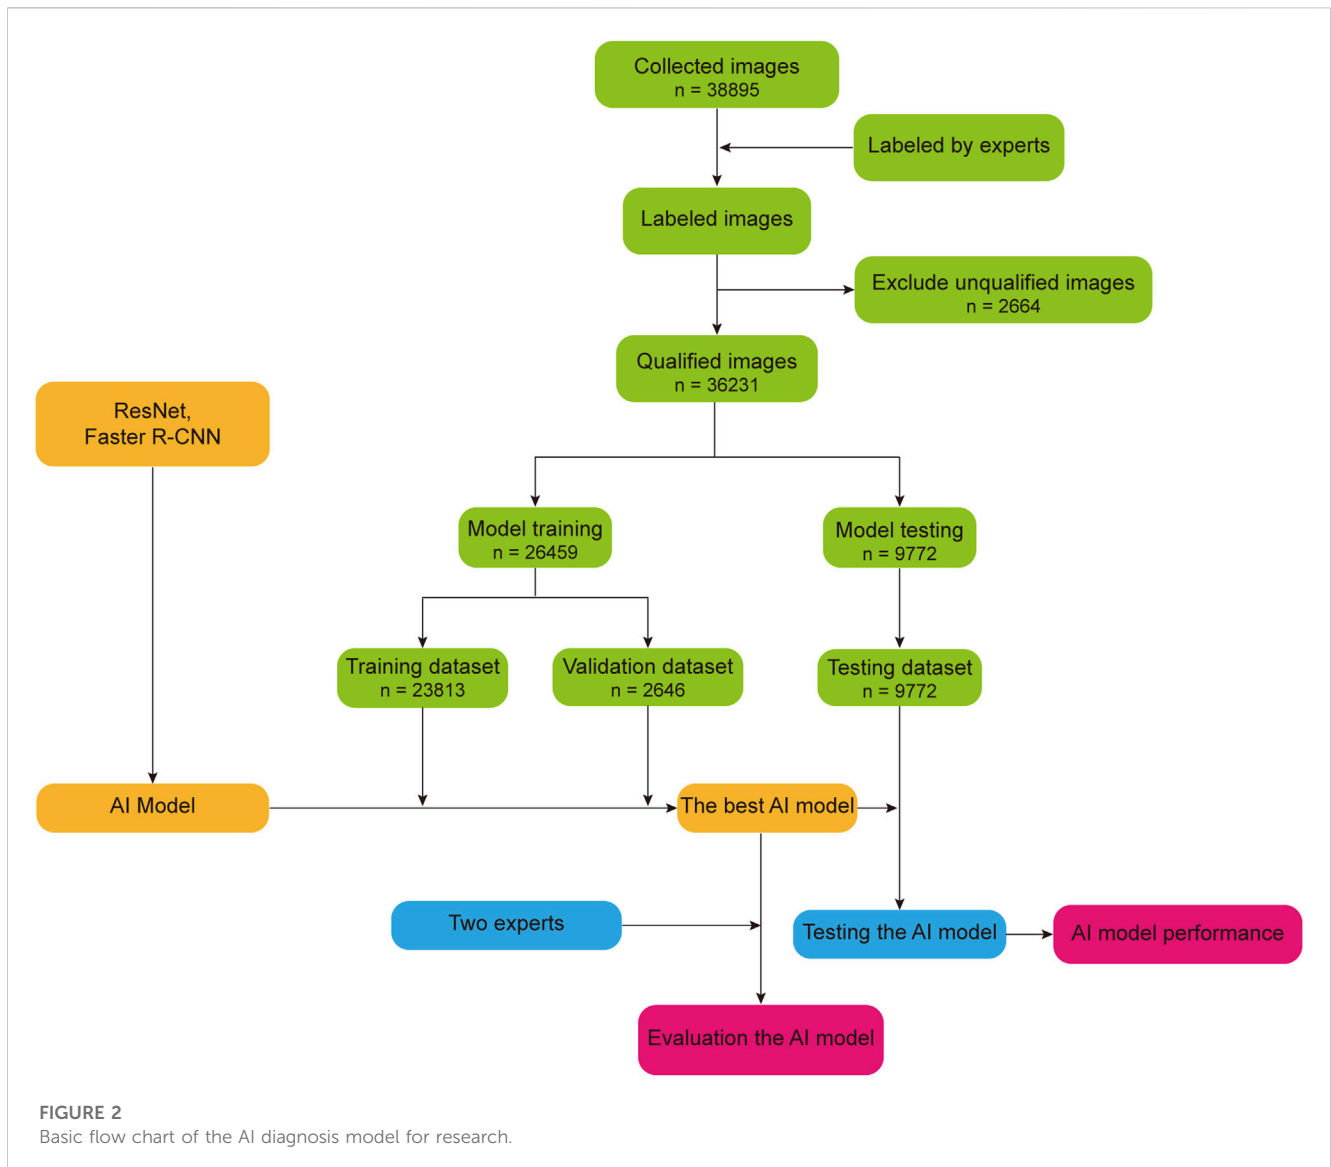 Collected images
n = 38895
Labeled by experts
Labeled images
Exclude unqualified images
n = 2664
Qualified images
n = 36231
ResNet,
Faster R-CNN
Model training
n = 26459
Model testing
n = 9772
Training dataset
n = 23813
Validation dataset
n = 2646
Testing dataset
n = 9772
AI Model
The best AI model
Two experts
Testing the AI model
AI model performance
Evaluation the AI model
FIGURE 2
Basic flow chart of the AI diagnosis model for research.